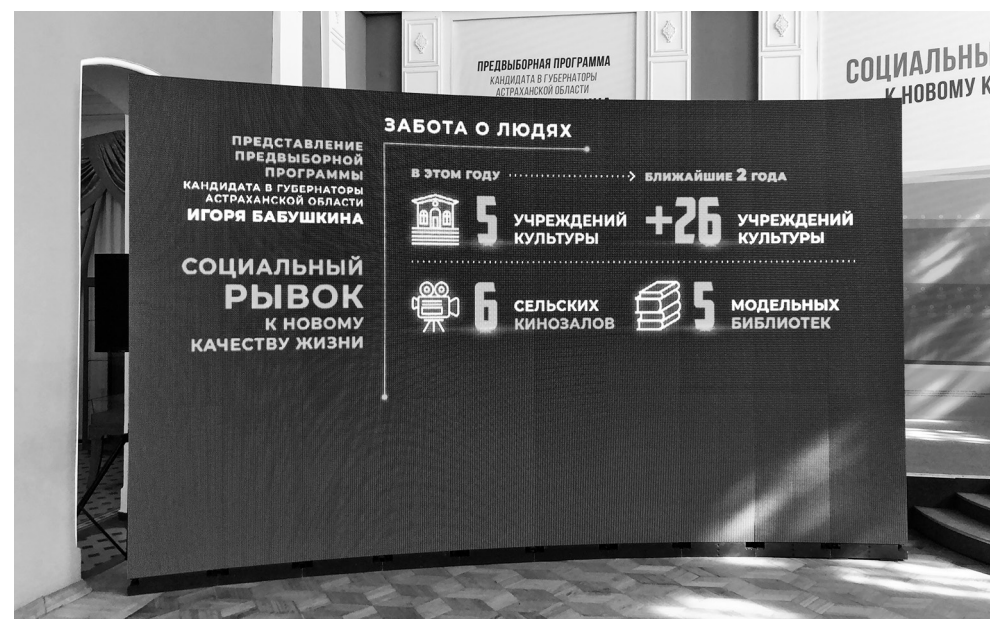 ПРЕДВЫБОРНАЯ ПРОГРАММА
КАНДИДАТА В ГУБЕРНАТОРЫ
АСТРАХАНСКОЙ ОБЛАСТИ
СОЦИАЛЬНЫ
К НОВОМУ К
ПРЕДСТАВЛЕНИЕ
ПРЕДВЫБОРНОЙ
ПРОГРАММЫ
КАНДИДАТА В ГУБЕРНАТОРЫ
АСТРАХАНСКОЙ ОБЛАСТИ
ИГОРЯ БАБУШКИНА
СОЦИАЛЬНЫЙ
РЫВОК
К НОВОМУ
КАЧЕСТВУ ЖИЗНИ
ЗАБОТА О ЛЮДЯХ
В ЭТОМ ГОДУ
БЛИЖАЙШИЕ 2 ГОДА
5 УЧРЕЖДЕНИЙ
КУЛЬТУРЫ
+26 УЧРЕЖДЕНИЙ
КУЛЬТУРЫ
6 СЕЛЬСКИХ
КИНОЗАЛОВ
5 МОДЕЛЬНЫХ
БИБЛИОТЕК